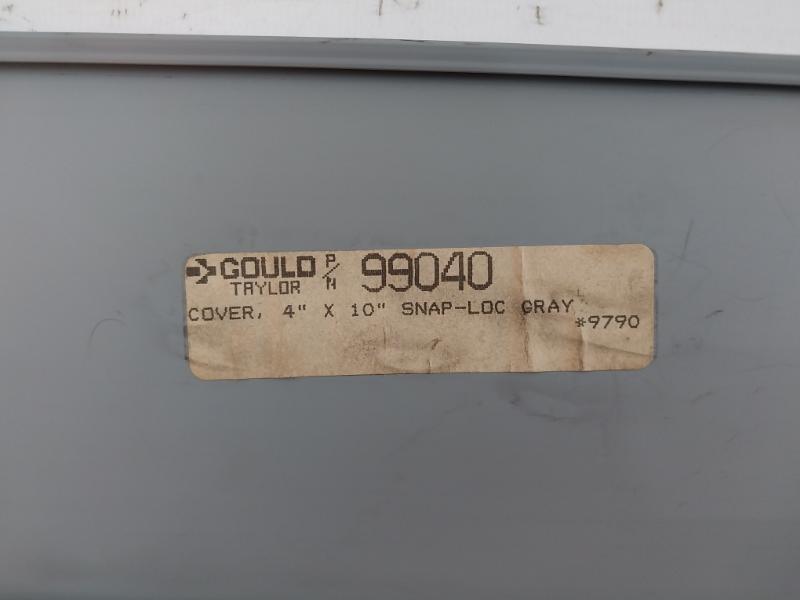 GOULD P/N 99040
TAYLOR
COVER, 4" X 10" SNAP-LOC GRAY
*9790